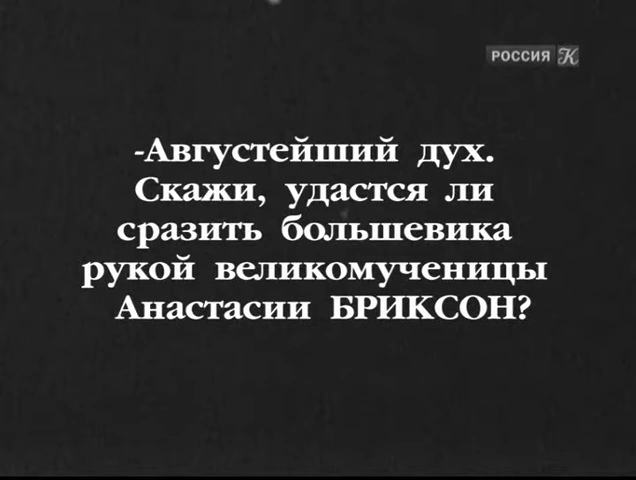 РОССИЯ К
-Августейший дух.
Скажи, удастся ли
сразить большевика
рукой великомученицы
Анастасии БРИКСОН?